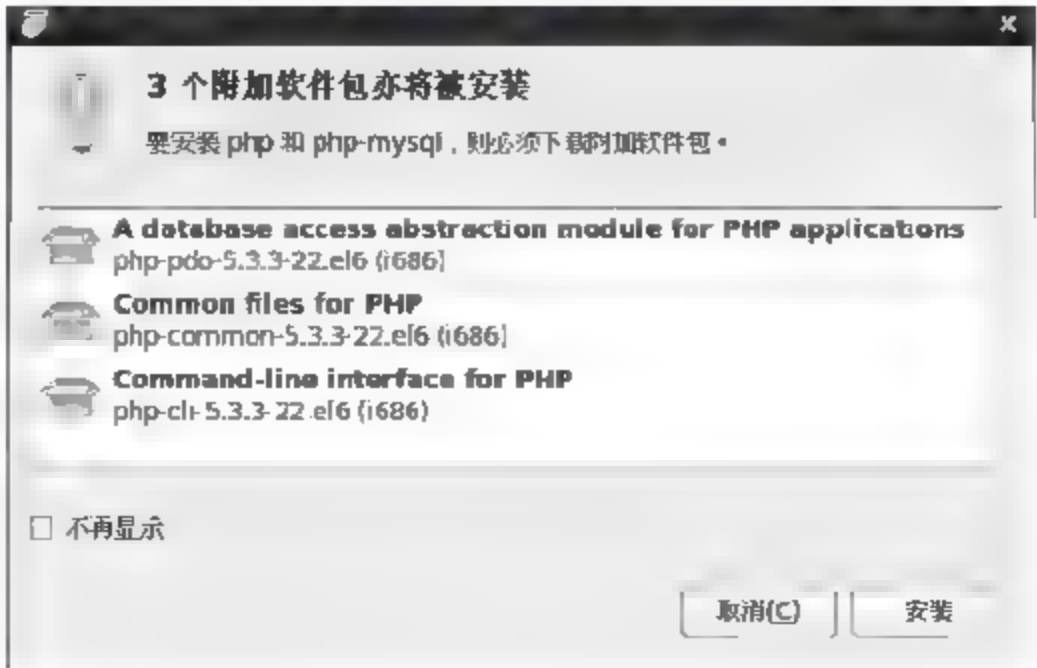 3 个附加软件包亦将被安装
要安装 php 和 php-mysql，则必须下载附加软件包。
A database access abstraction module for PHP applications
php-pdo-5.3.3-22.el6 (i686)
Common files for PHP
php-common-5.3.3-22.el6 (i686)
Command-line interface for PHP
php-cli-5.3.3-22.el6 (i686)
不再显示
取消(C) 安装